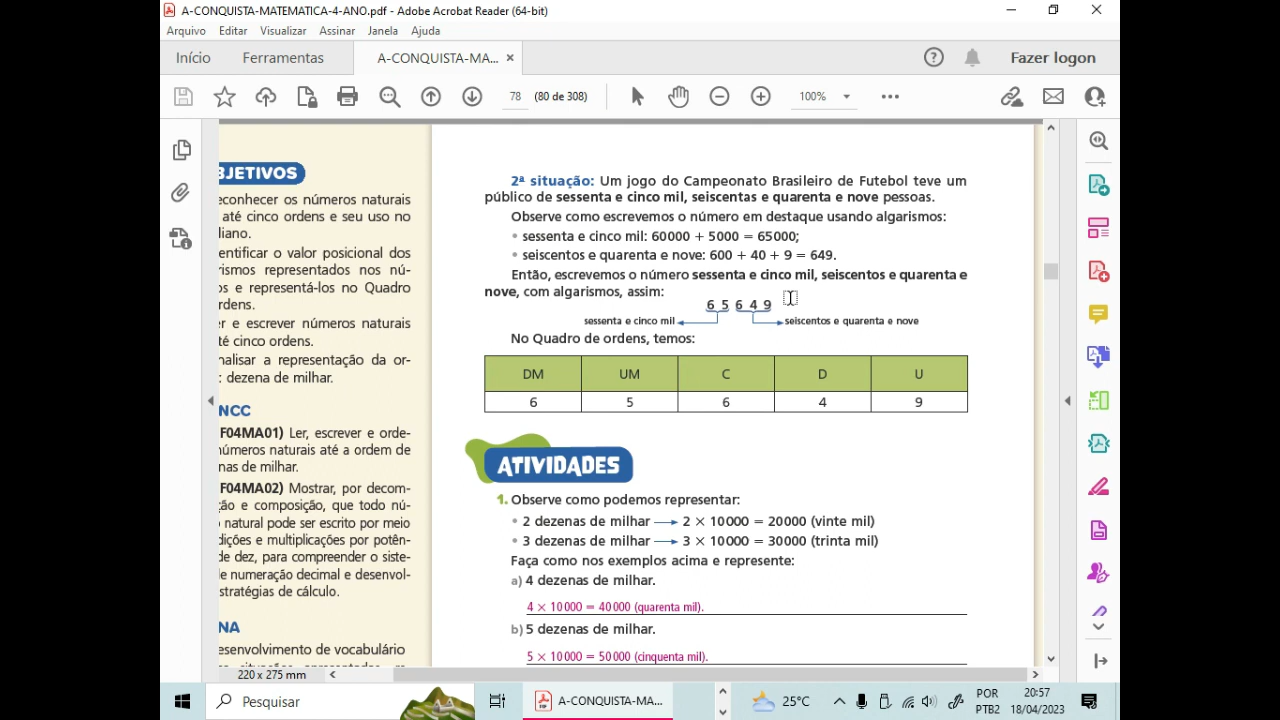 A-CONQUISTA-MATEMATICA-4-ANO.pdf - Adobe Acrobat Reader (64-bit)
Arquivo Editar Visualizar Assinar Janela Ajuda
Início Ferramentas A-CONQUISTA-MA... × Fazer logon
78 (80 de 308) 100%
BJETIVOS
econhecer os números naturais
até cinco ordens e seu uso no
diano.
entificar o valor posicional dos
arismos representados nos nú-
os e representá-los no Quadro
rdens.
er e escrever números naturais
té cinco ordens.
nalisar a representação da or-
: dezena de milhar.
NCC
F04MA01) Ler, escrever e orde-
números naturais até a ordem de
nas de milhar.
F04MA02) Mostrar, por decom-
ção e composição, que todo nú-
natural pode ser escrito por meio
dições e multiplicações por potên-
de dez, para compreender o siste-
e numeração decimal e desenvol-
stratégias de cálculo.
NA
esenvolvimento de vocabulário
2ª situação: Um jogo do Campeonato Brasileiro de Futebol teve um
público de sessenta e cinco mil, seiscentas e quarenta e nove pessoas.
Observe como escrevemos o número em destaque usando algarismos:
• sessenta e cinco mil: 60000 + 5000 = 65000;
• seiscentos e quarenta e nove: 600 + 40 + 9 = 649.
Então, escrevemos o número sessenta e cinco mil, seiscentos e quarenta e
nove, com algarismos, assim:
6 5 6 4 9
sessenta e cinco mil seiscentos e quarenta e nove
No Quadro de ordens, temos:
DM UM C D U
6 5 6 4 9
ATIVIDADES
1. Observe como podemos representar:
• 2 dezenas de milhar → 2 × 10000 = 20000 (vinte mil)
• 3 dezenas de milhar → 3 × 10000 = 30000 (trinta mil)
Faça como nos exemplos acima e represente:
a) 4 dezenas de milhar.
4 × 10000 = 40000 (quarenta mil).
b) 5 dezenas de milhar.
5 × 10000 = 50000 (cinquenta mil).
220 x 275 mm
Pesquisar A-CONQUISTA-MA... 25°C POR 20:57
PTB2 18/04/2023